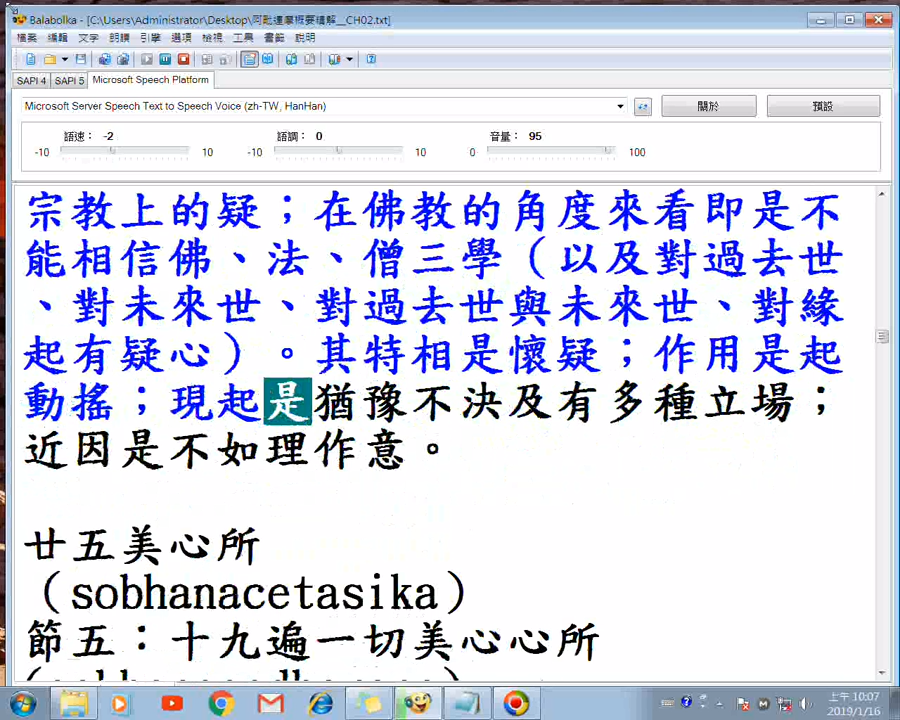 Balabolka - [C:\Users\Administrator\Desktop\阿毗達摩概要精解__CH02.txt]
檔案 編輯 文字 朗讀 引擎 選項 檢視 工具 書籤 說明
SAPI 4 SAPI 5 Microsoft Speech Platform
Microsoft Server Speech Text to Speech Voice (zh-TW, HanHan) 關於 預設
語速： -2 語調： 0 音量： 95
-10 10 -10 10 0 100
宗教上的疑；在佛教的角度來看即是不
能相信佛、法、僧三學（以及對過去世
、對未來世、對過去世與未來世、對緣
起有疑心）。其特相是懷疑；作用是起
動搖；現起是猶豫不決及有多種立場；
近因是不如理作意。
廿五美心所
（sobhanacetasika）
節五：十九遍一切美心心所
上午 10:07
2019/1/16